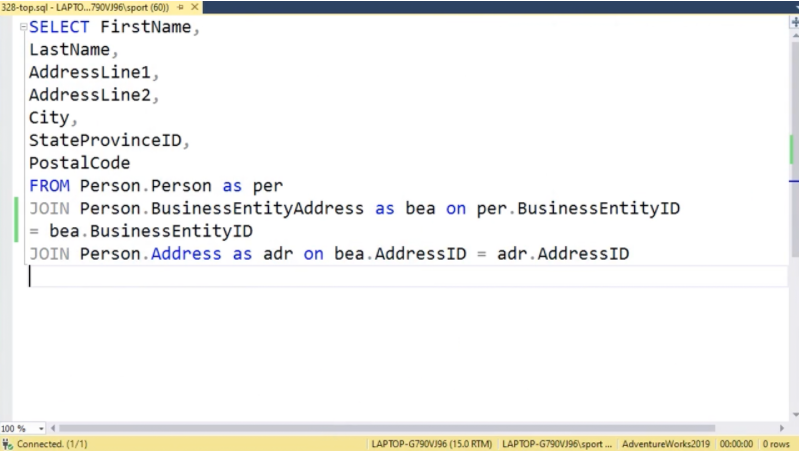 328-top.sql - LAPTO...790VJ96\sport (60))
SELECT FirstName,
LastName,
AddressLine1,
AddressLine2,
City,
StateProvinceID,
PostalCode
FROM Person.Person as per
JOIN Person.BusinessEntityAddress as bea on per.BusinessEntityID
= bea.BusinessEntityID
JOIN Person.Address as adr on bea.AddressID = adr.AddressID
100 %
Connected. (1/1) LAPTOP-G790VJ96 (15.0 RTM) LAPTOP-G790VJ96\sport ... AdventureWorks2019 00:00:00 0 rows